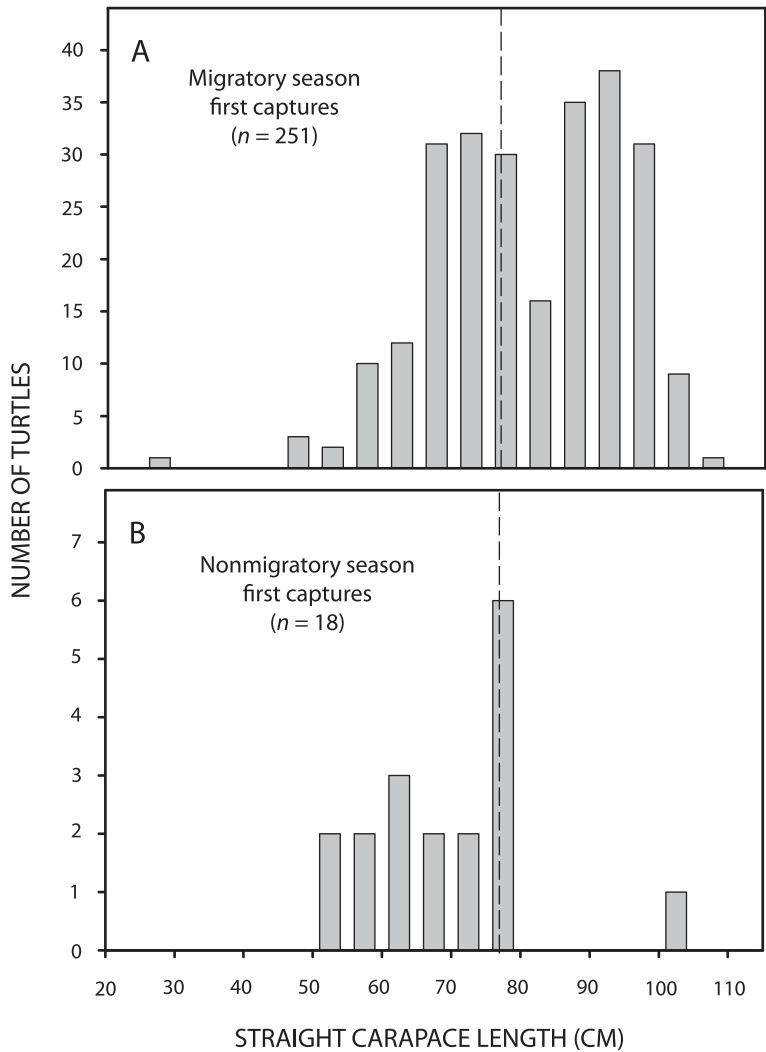 A
Migratory season
first captures
(n = 251)
40
35
30
25
20
15
10
5
0
NUMBER OF TURTLES
B
Nonmigratory season
first captures
(n = 18)
7
6
5
4
3
2
1
0
20 30 40 50 60 70 80 90 100 110
STRAIGHT CARAPACE LENGTH (CM)